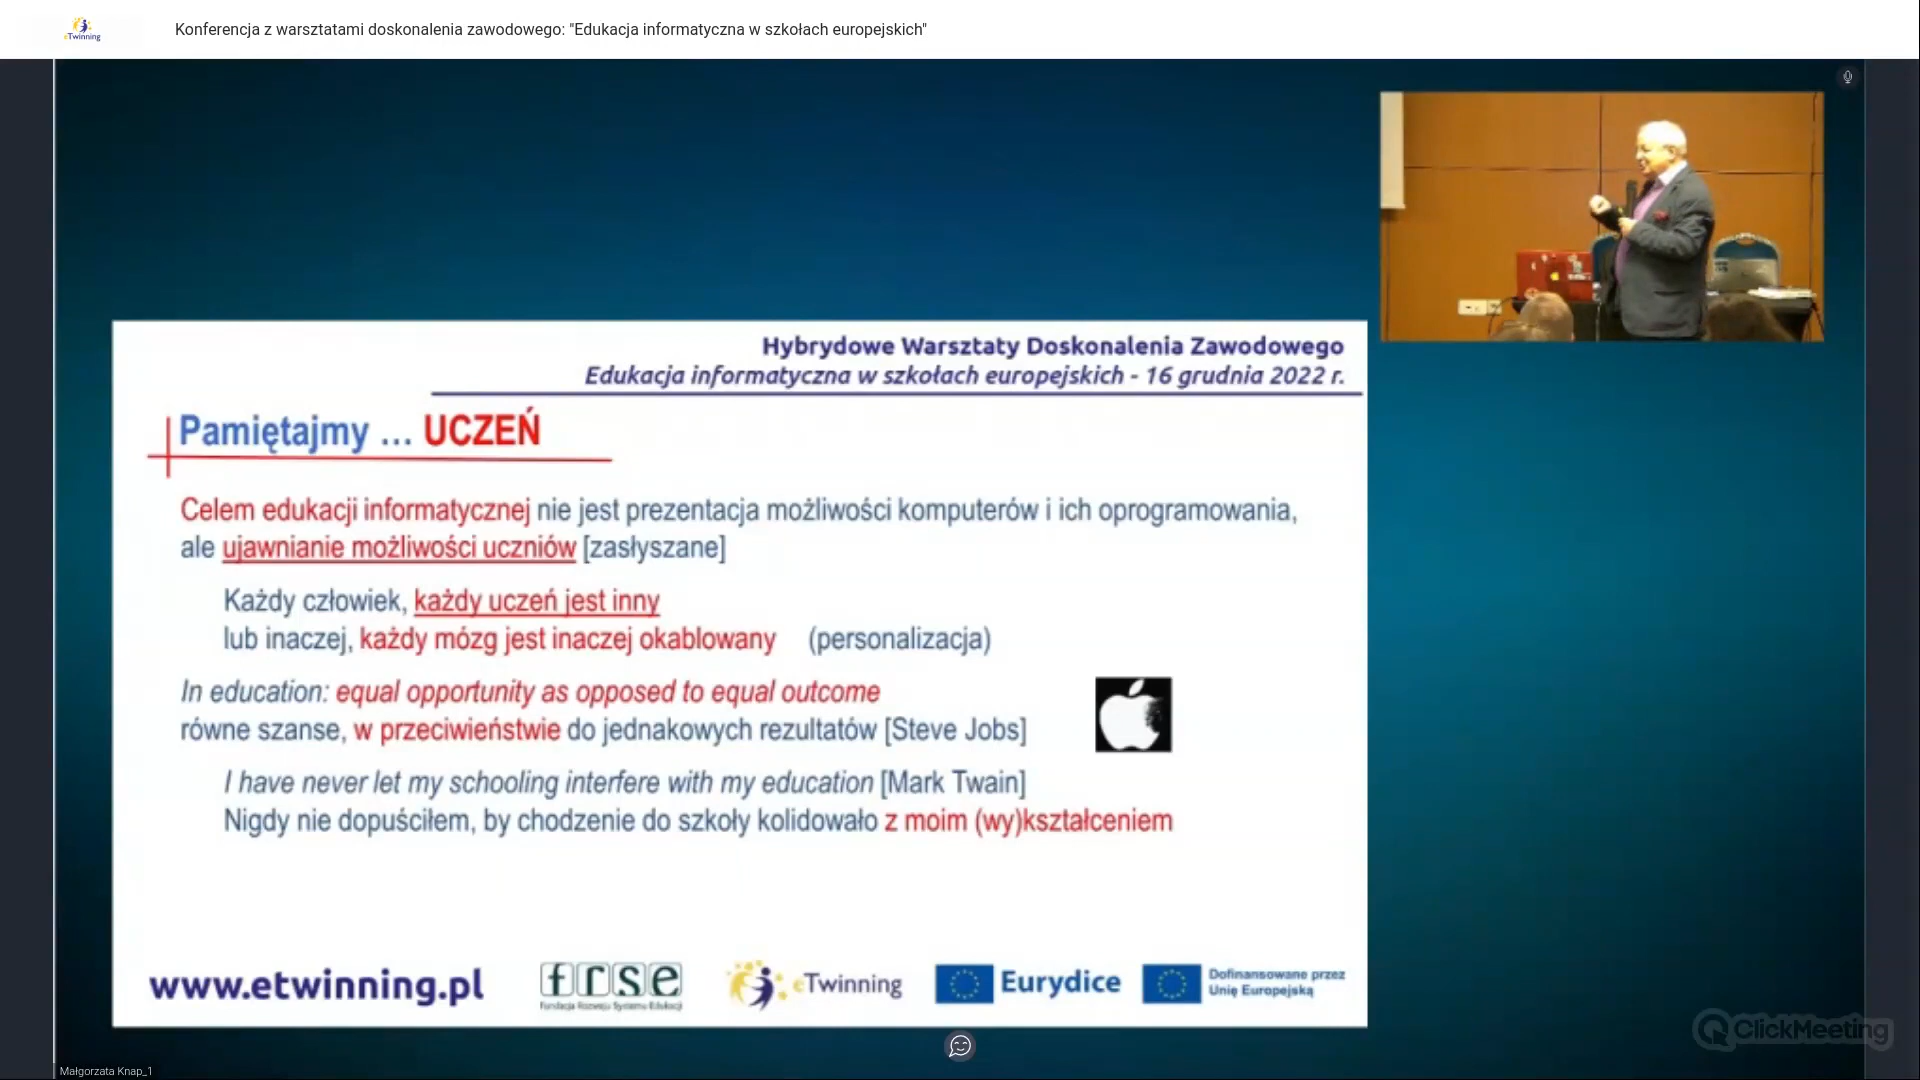 eTwinning
Konferencja z warsztatami doskonalenia zawodowego: "Edukacja informatyczna w szkołach europejskich"
Hybrydowe Warsztaty Doskonalenia Zawodowego
Edukacja informatyczna w szkołach europejskich - 16 grudnia 2022 r.
Pamiętajmy ... UCZEŃ
Celem edukacji informatycznej nie jest prezentacja możliwości komputerów i ich oprogramowania,
ale ujawnianie możliwości uczniów [zasłyszane]
Każdy człowiek, każdy uczeń jest inny
lub inaczej, każdy mózg jest inaczej okablowany (personalizacja)
In education: equal opportunity as opposed to equal outcome
równe szanse, w przeciwieństwie do jednakowych rezultatów [Steve Jobs]
I have never let my schooling interfere with my education [Mark Twain]
Nigdy nie dopuściłem, by chodzenie do szkoły kolidowało z moim (wy)kształceniem
www.etwinning.pl
frse
Fundacja Rozwoju Systemu Edukacji
eTwinning
Eurydice
Dofinansowane przez
Unię Europejską
ClickMeeting
Małgorzata Knap_1